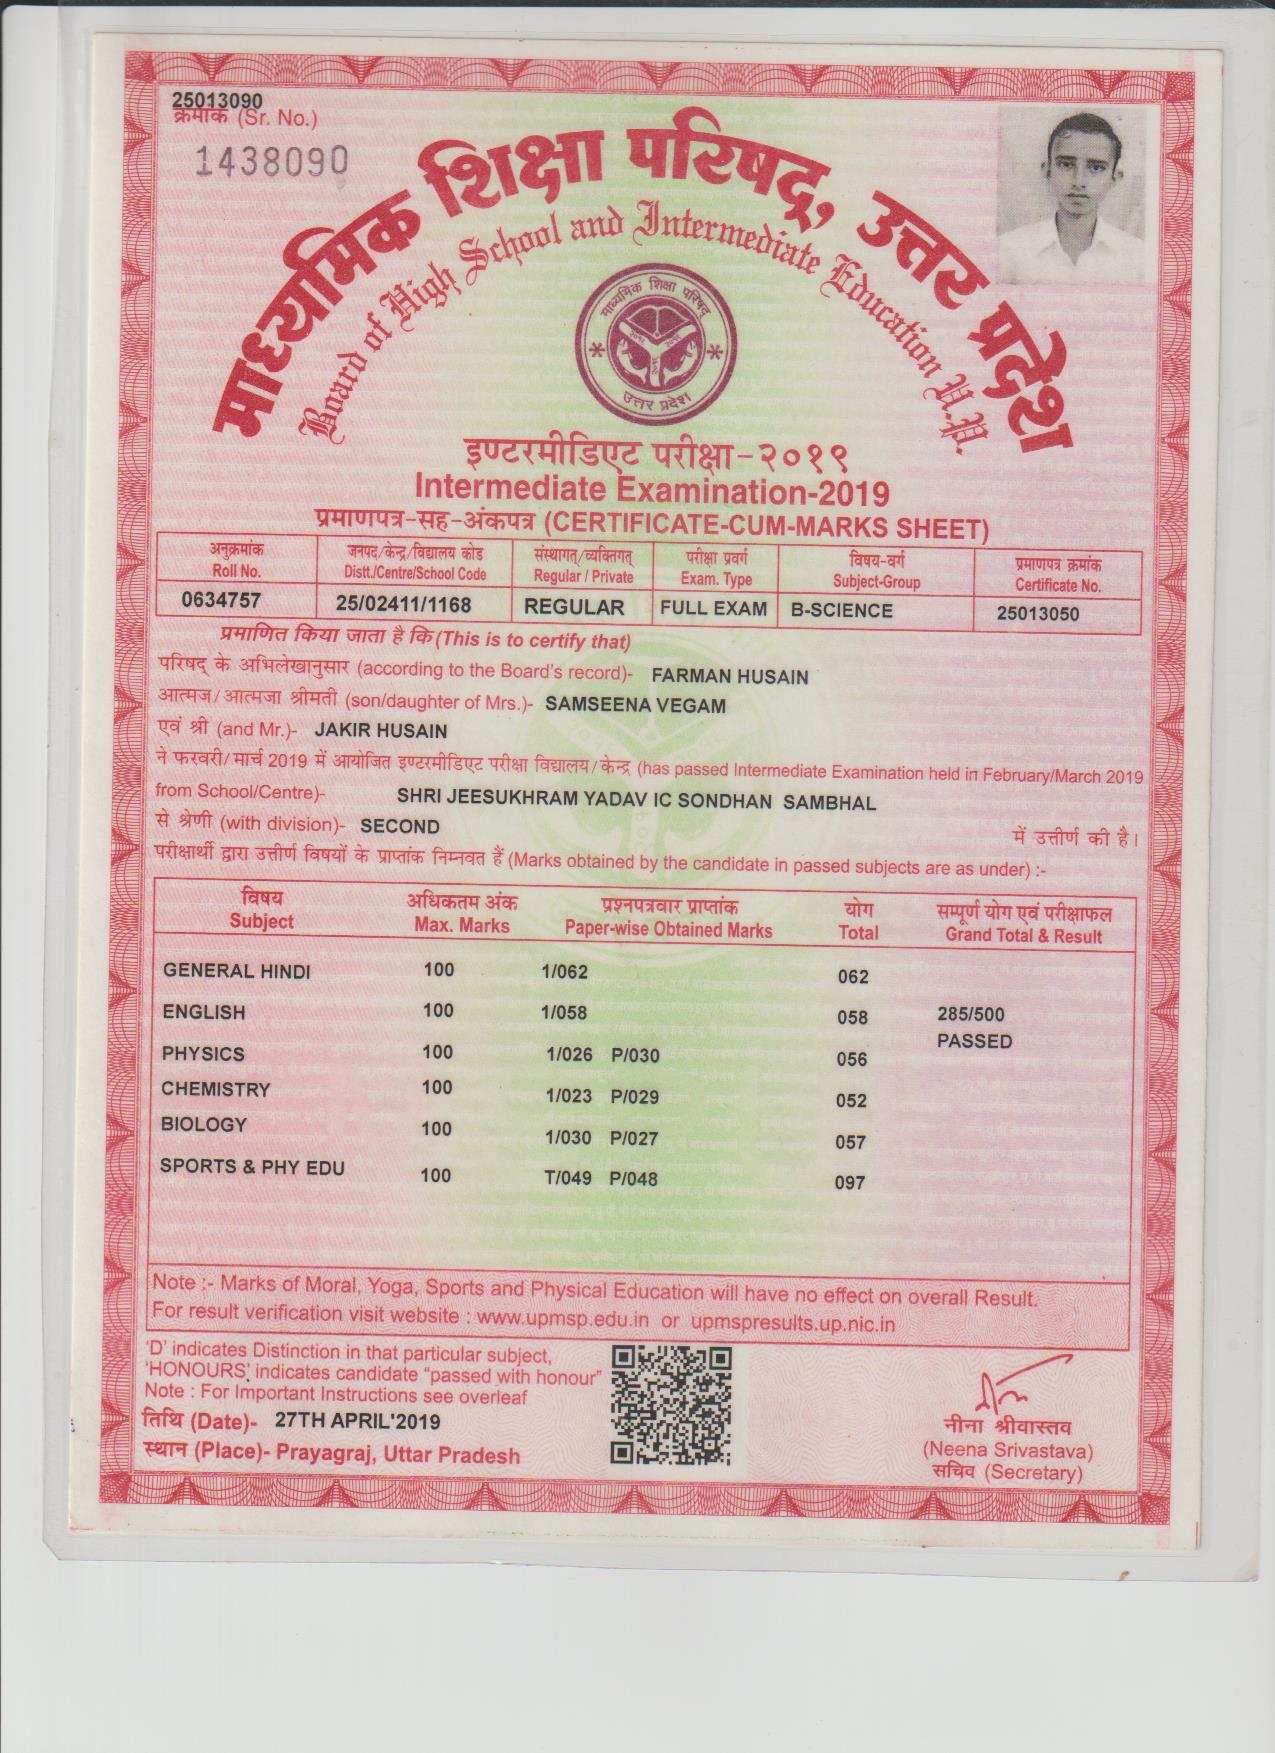 25013090
क्रमांक (Sr. No.)
1438090
माध्यमिक शिक्षा परिषद्, उत्तर प्रदेश
Board of High School and Intermediate Education U.P.
माध्यमिक शिक्षा परिषद्
उत्तर प्रदेश
इण्टरमीडिएट परीक्षा-२०१९
Intermediate Examination-2019
प्रमाणपत्र-सह-अंकपत्र (CERTIFICATE-CUM-MARKS SHEET)
अनुक्रमांक जनपद/केन्द्र/विद्यालय कोड संस्थागत्/व्यक्तिगत् परीक्षा प्रवर्ग विषय-वर्ग प्रमाणपत्र क्रमांक
Roll No. Distt./Centre/School Code Regular / Private Exam. Type Subject-Group Certificate No.
0634757 25/02411/1168 REGULAR FULL EXAM B-SCIENCE 25013050
प्रमाणित किया जाता है कि (This is to certify that)
परिषद् के अभिलेखानुसार (according to the Board's record)- FARMAN HUSAIN
आत्मज/आत्मजा श्रीमती (son/daughter of Mrs.)- SAMSEENA VEGAM
एवं श्री (and Mr.)- JAKIR HUSAIN
ने फरवरी/मार्च 2019 में आयोजित इण्टरमीडिएट परीक्षा विद्यालय/केन्द्र (has passed Intermediate Examination held in February/March 2019
from School/Centre)- SHRI JEESUKHRAM YADAV IC SONDHAN SAMBHAL
से श्रेणी (with division)- SECOND में उत्तीर्ण की है।
परीक्षार्थी द्वारा उत्तीर्ण विषयों के प्राप्तांक निम्नवत हैं (Marks obtained by the candidate in passed subjects are as under) :-
विषय अधिकतम अंक प्रश्नपत्रवार प्राप्तांक योग सम्पूर्ण योग एवं परीक्षाफल
Subject Max. Marks Paper-wise Obtained Marks Total Grand Total & Result
GENERAL HINDI 100 1/062 062
ENGLISH 100 1/058 058 285/500
PASSED
PHYSICS 100 1/026 P/030 056
CHEMISTRY 100 1/023 P/029 052
BIOLOGY 100 1/030 P/027 057
SPORTS & PHY EDU 100 T/049 P/048 097
Note :- Marks of Moral, Yoga, Sports and Physical Education will have no effect on overall Result.
For result verification visit website : www.upmsp.edu.in or upmspresults.up.nic.in
'D' indicates Distinction in that particular subject,
'HONOURS' indicates candidate "passed with honour"
Note : For Important Instructions see overleaf
तिथि (Date)- 27TH APRIL'2019
स्थान (Place)- Prayagraj, Uttar Pradesh
नीना श्रीवास्तव
(Neena Srivastava)
सचिव (Secretary)